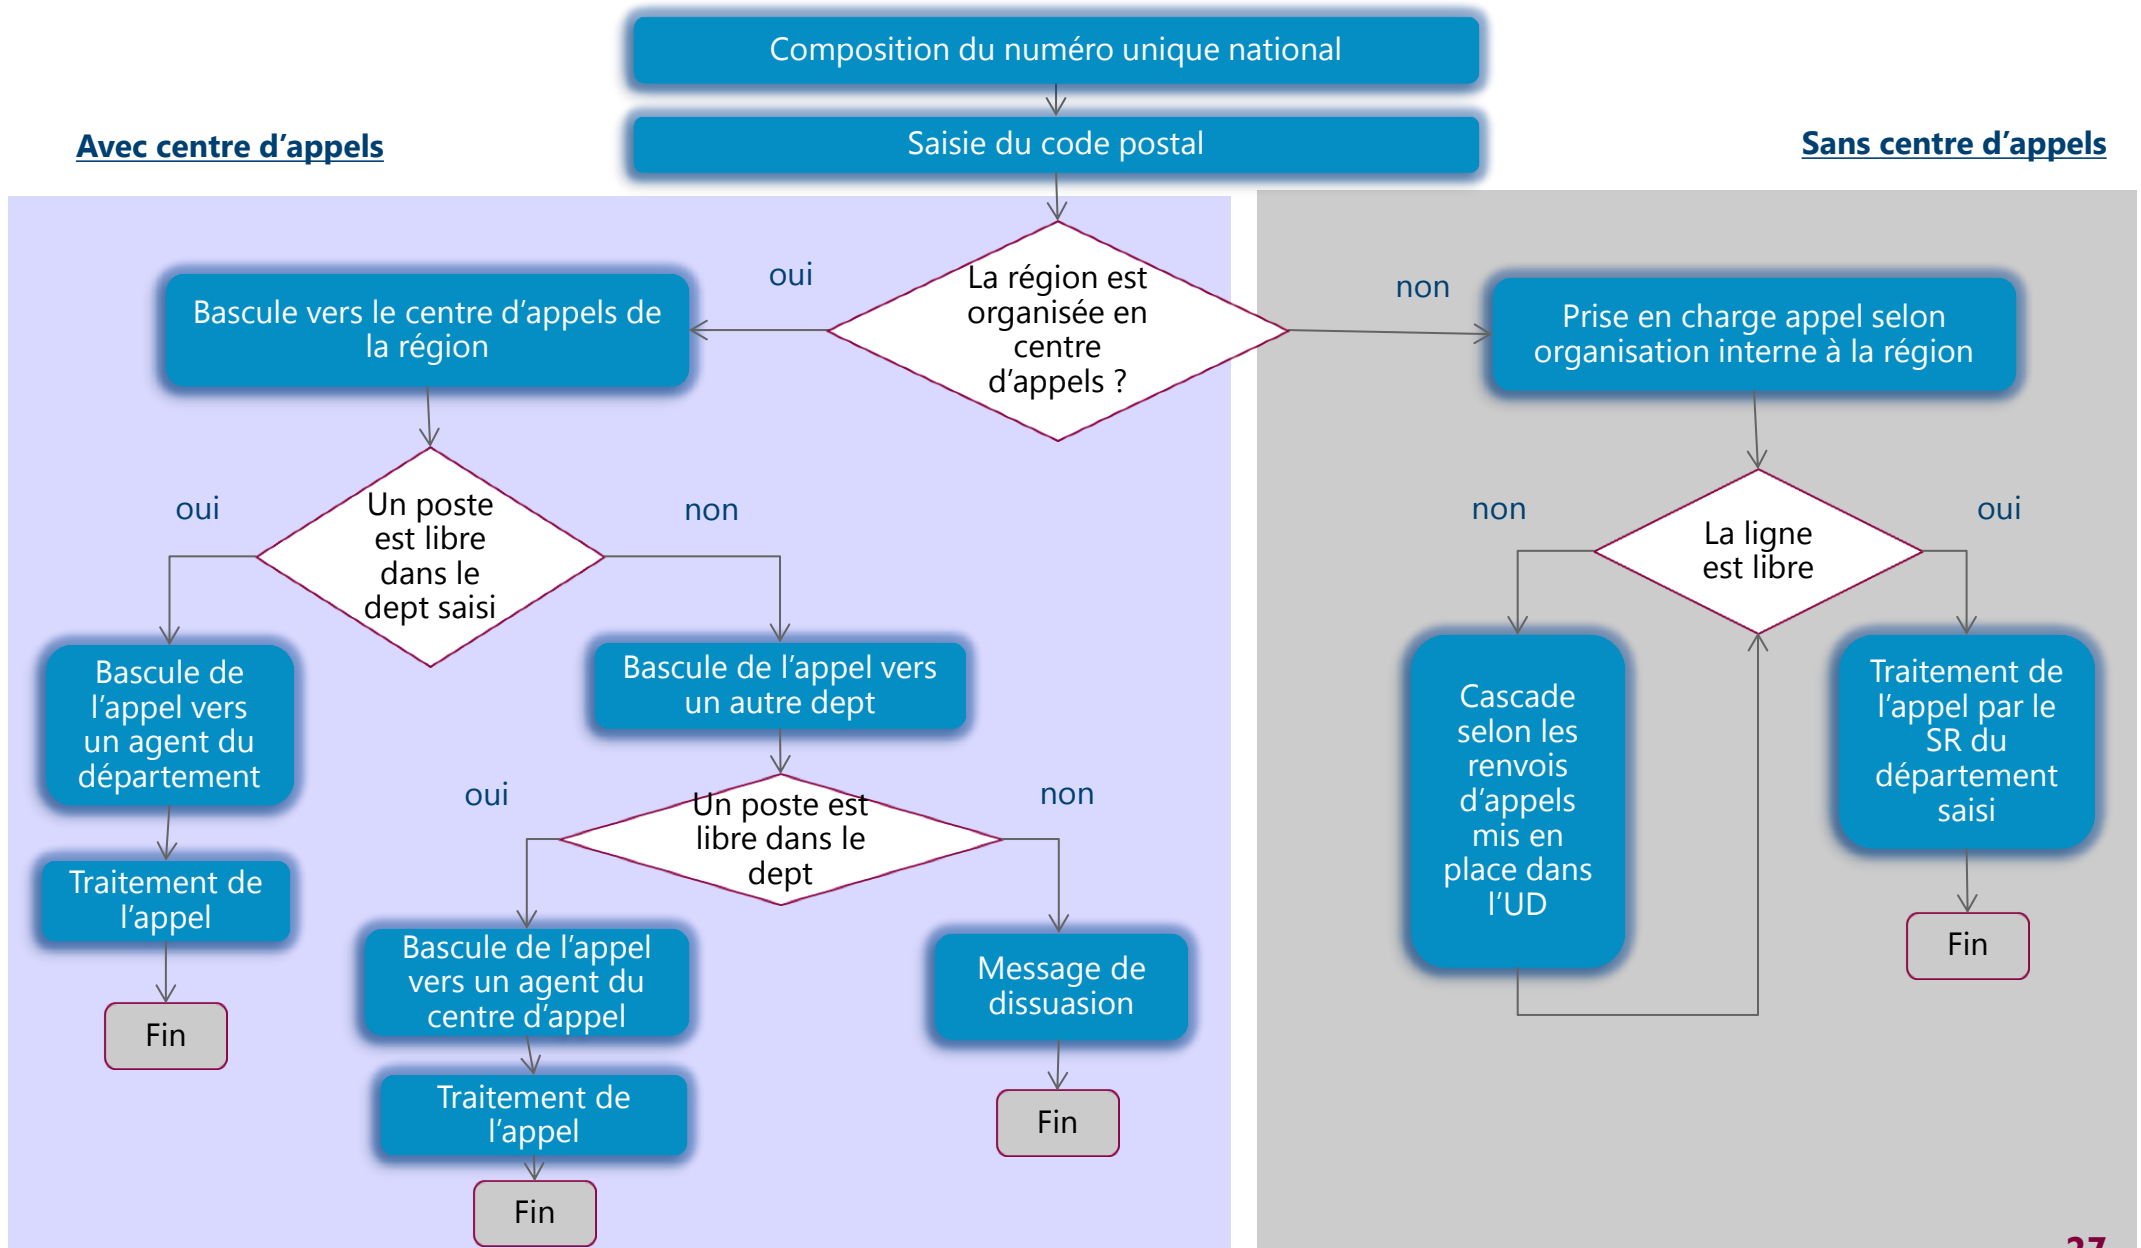 Composition du numéro unique national
Avec centre d’appels
Saisie du code postal
Sans centre d’appels
oui
La région est
organisée en
centre
d’appels ?
non
Bascule vers le centre d’appels de
la région
Prise en charge appel selon
organisation interne à la région
oui
Un poste
est libre
dans le
dept saisi
non
non
La ligne
est libre
oui
Bascule de
l’appel vers
un agent du
département
Bascule de l’appel vers
un autre dept
Cascade
selon les
renvois
d’appels
mis en
place dans
l’UD
Traitement de
l’appel par le
SR du
département
saisi
oui
Un poste est
libre dans le
dept
non
Traitement de
l’appel
Bascule de l’appel
vers un agent du
centre d’appel
Message de
dissuasion
Fin
Fin
Traitement de
l’appel
Fin
Fin
27